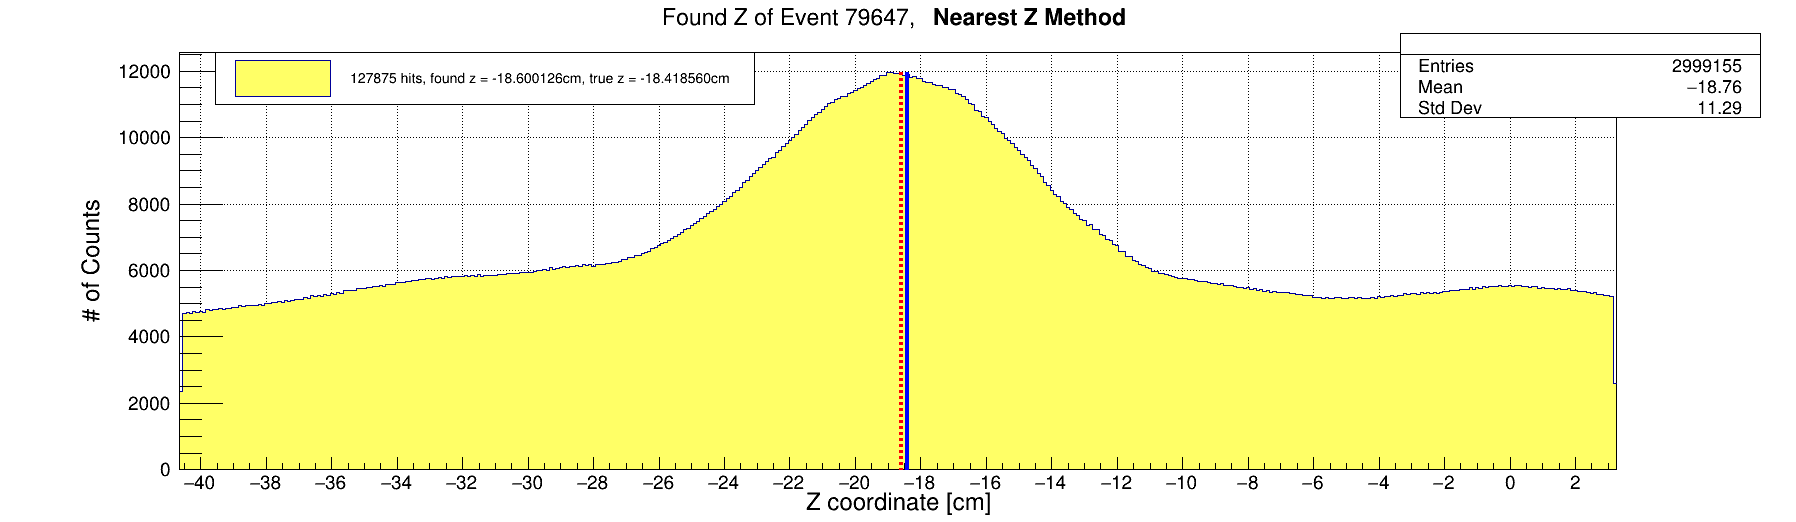 Found Z of Event 79647, Nearest Z Method
127875 hits, found z = -18.600126cm, true z = -18.418560cm
Entries 2999155
Mean −18.76
Std Dev 11.29
12000
10000
8000
6000
4000
2000
0
# of Counts
−40 −38 −36 −34 −32 −30 −28 −26 −24 −22 −20 −18 −16 −14 −12 −10 −8 −6 −4 −2 0 2
Z coordinate [cm]